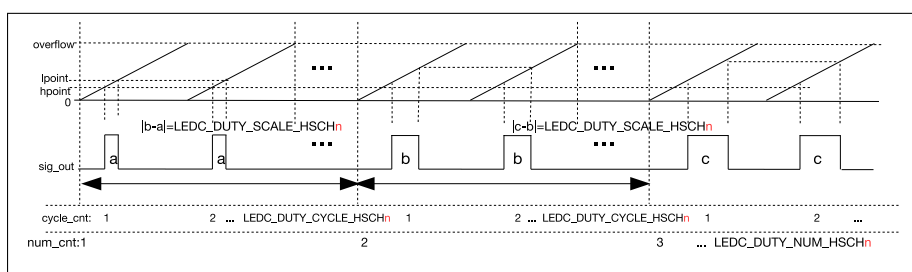 overflow
lpoint
hpoint
0
|b-a|=LEDC_DUTY_SCALE_HSCHn
|c-b|=LEDC_DUTY_SCALE_HSCHn
sig_out
a a b b c c
cycle_cnt: 1 2 ... LEDC_DUTY_CYCLE_HSCHn 1 2 ... LEDC_DUTY_CYCLE_HSCHn 1 2 ...
num_cnt:1 2 3 ... LEDC_DUTY_NUM_HSCHn